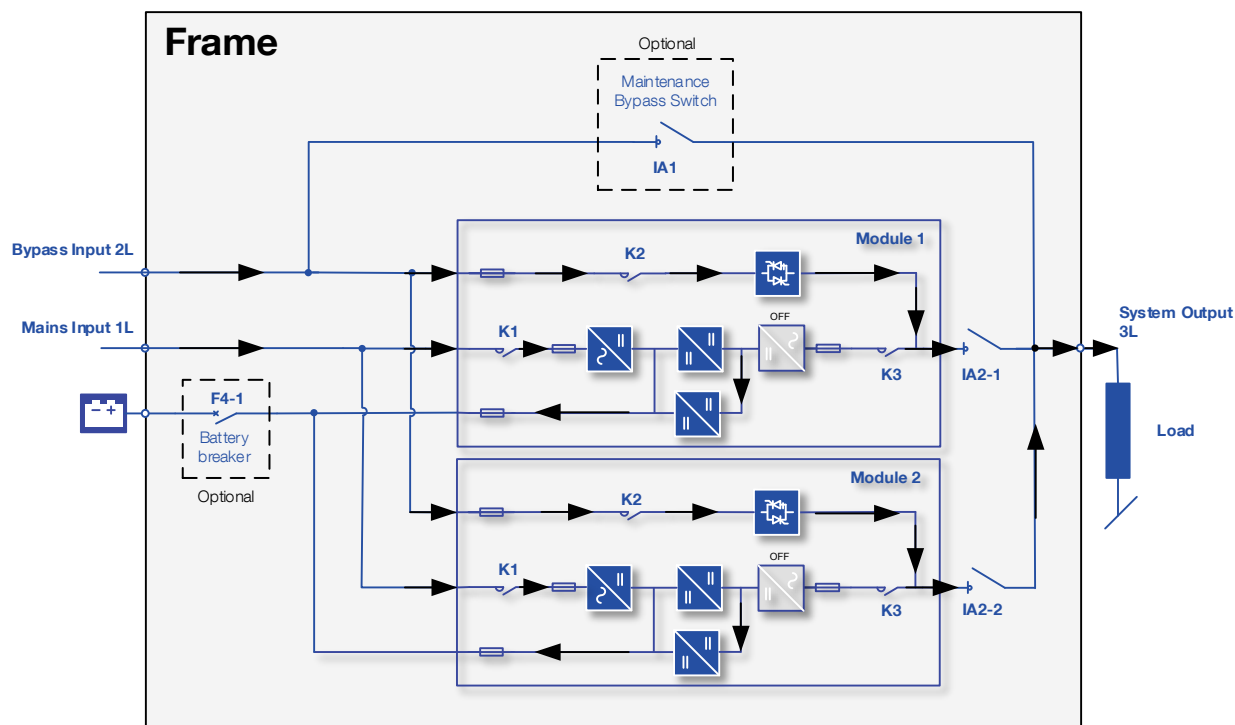 Frame
Optional
Maintenance
Bypass Switch
IA1
Bypass Input 2L
Module 1
K2
Mains Input 1L
OFF
System Output
3L
K1
K3
IA2-1
F4-1
Battery
breaker
Optional
Load
Module 2
K2
OFF
K1
K3
IA2-2